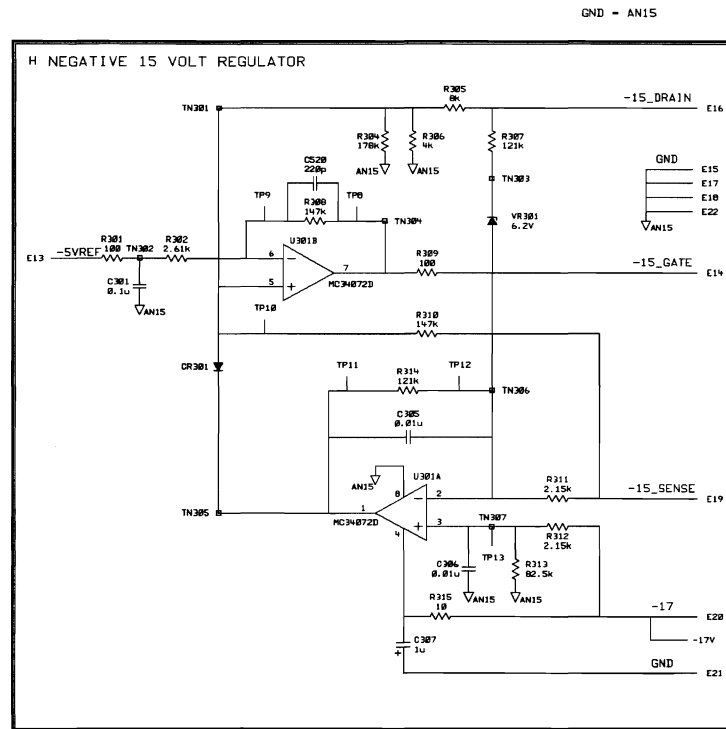 GND - AN15
H NEGATIVE 15 VOLT REGULATOR
R305
8k
-15_DRAIN
TN301
E16
R304
178k
R306
4k
R307
121k
AN15
AN15
C520
220p
TN303
GND
E15
E17
E18
E22
AN15
TP9
R308
147k
TP8
TN304
VR301
6.2V
E13
-5VREF
R301
100
TN302
R302
2.61k
U301B
6
7
5
MC34072D
R309
100
-15_GATE
E14
C301
0.1u
AN15
TP10
R310
147k
CR301
TP11
R314
121k
TP12
TN306
C305
0.01u
AN15
U301A
8
2
R311
2.15k
-15_SENSE
E19
TN305
1
MC34072D
3
TN307
4
R312
2.15k
TP13
C306
0.01u
R313
82.5k
AN15
AN15
R315
10
-17
E20
-17V
C307
1u
GND
E21